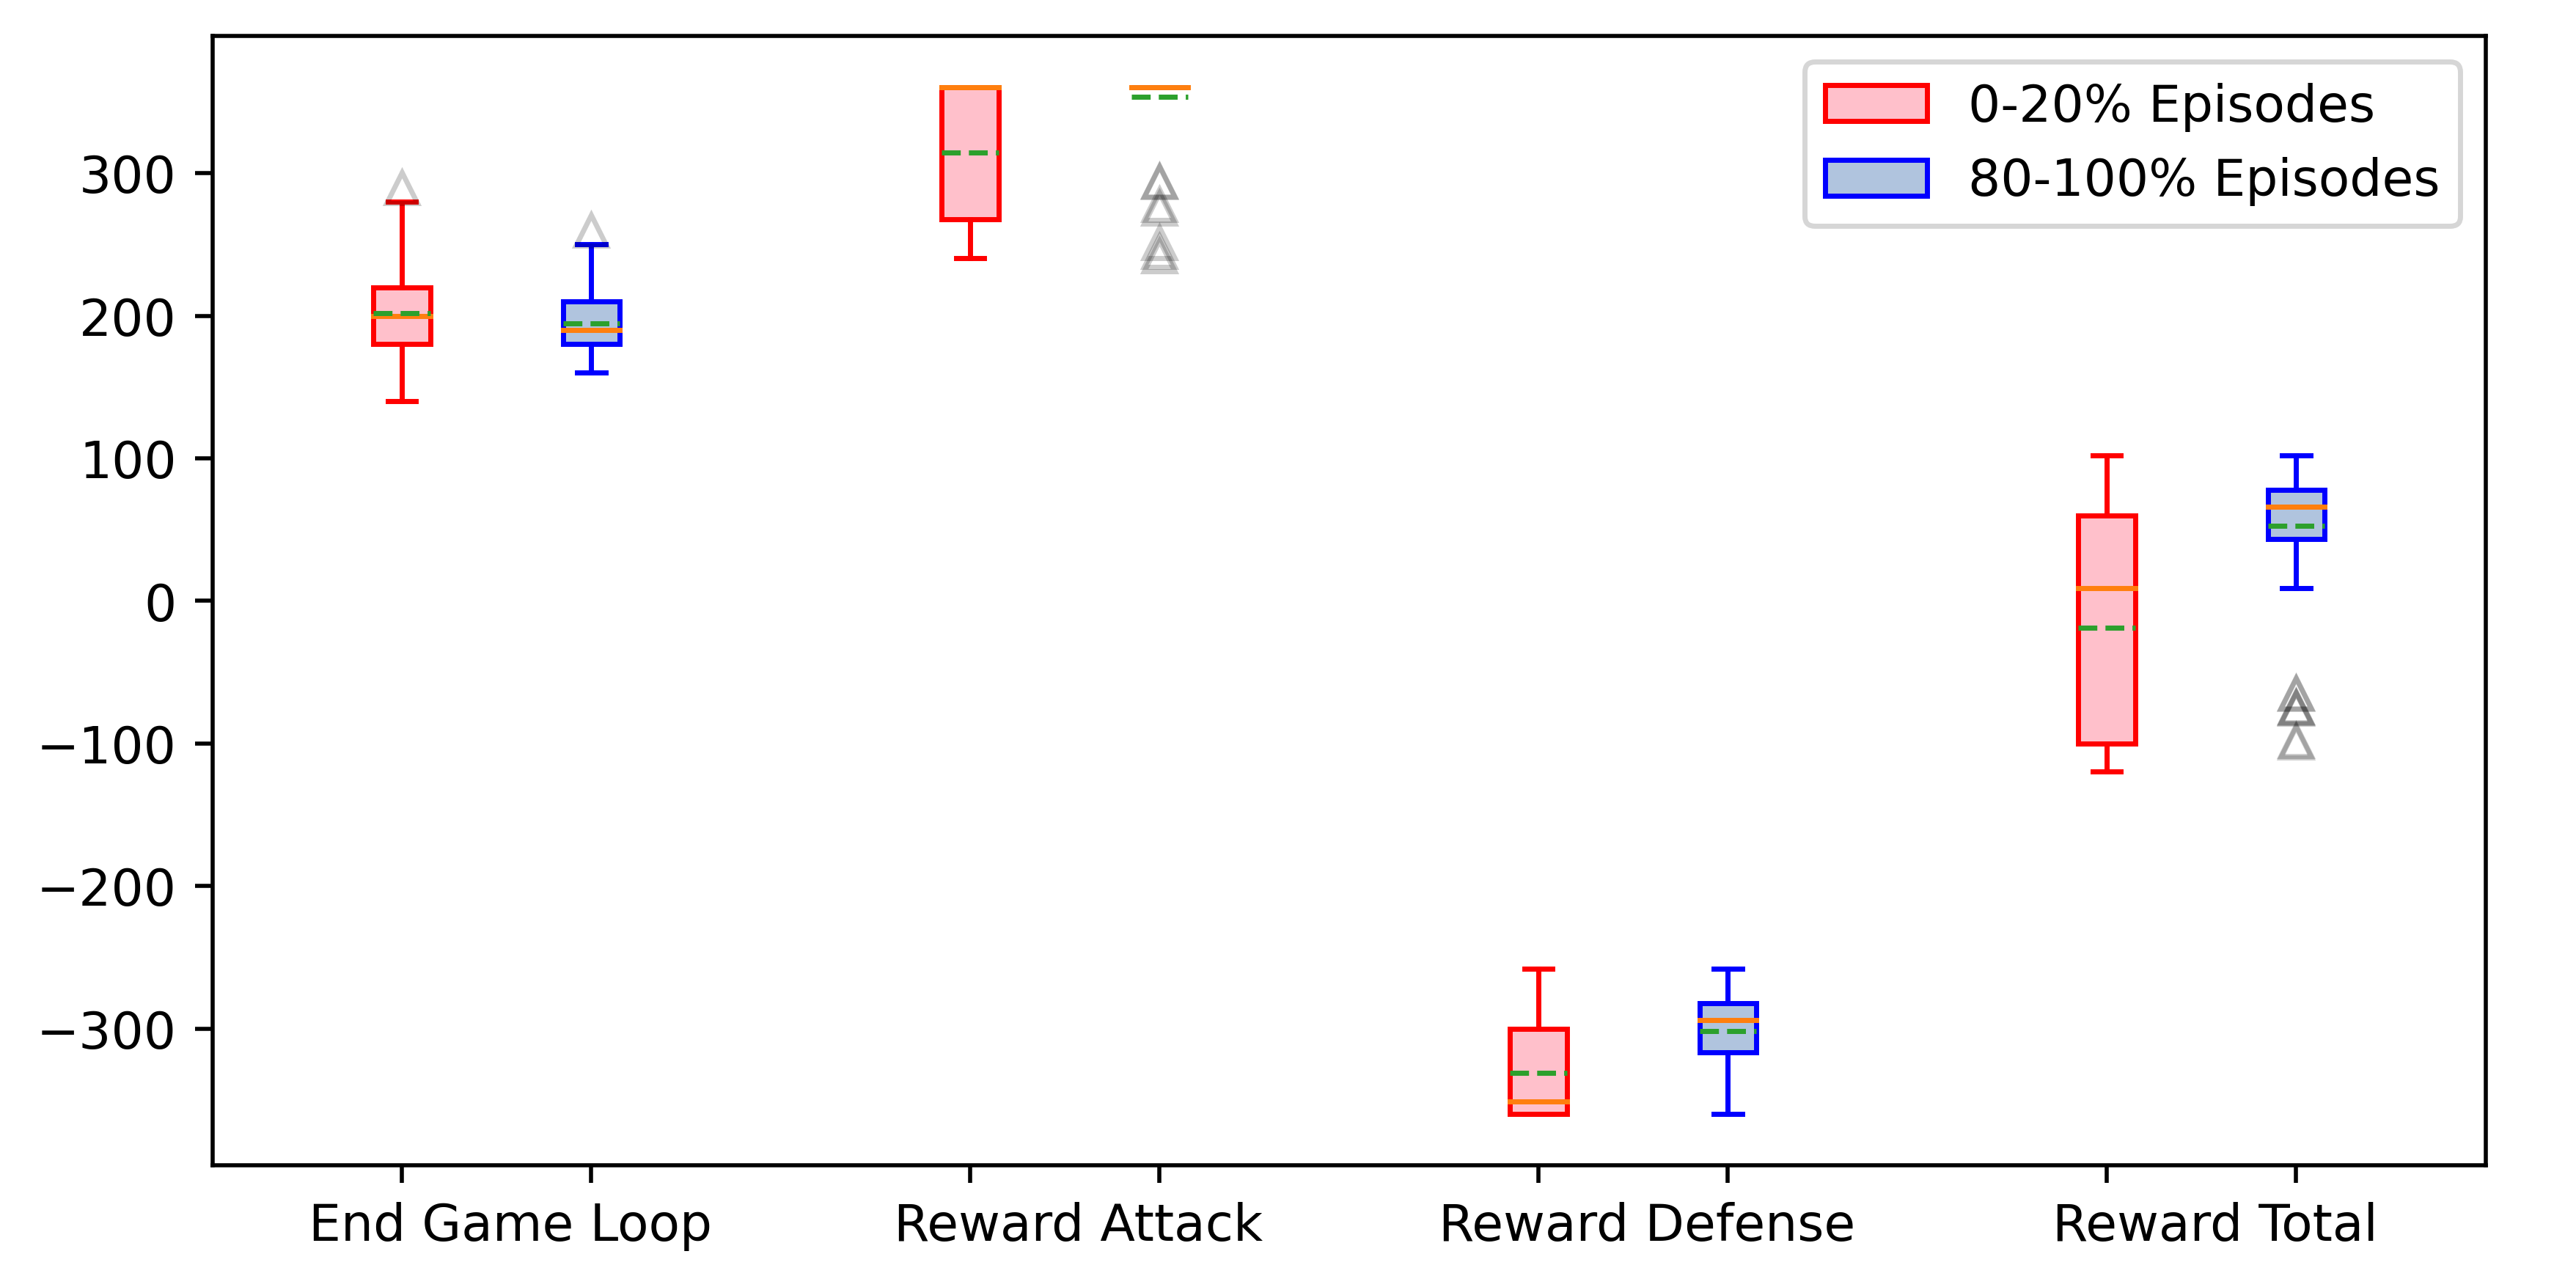 0-20% Episodes
80-100% Episodes
300
200
100
0
−100
−200
−300
End Game Loop
Reward Attack
Reward Defense
Reward Total